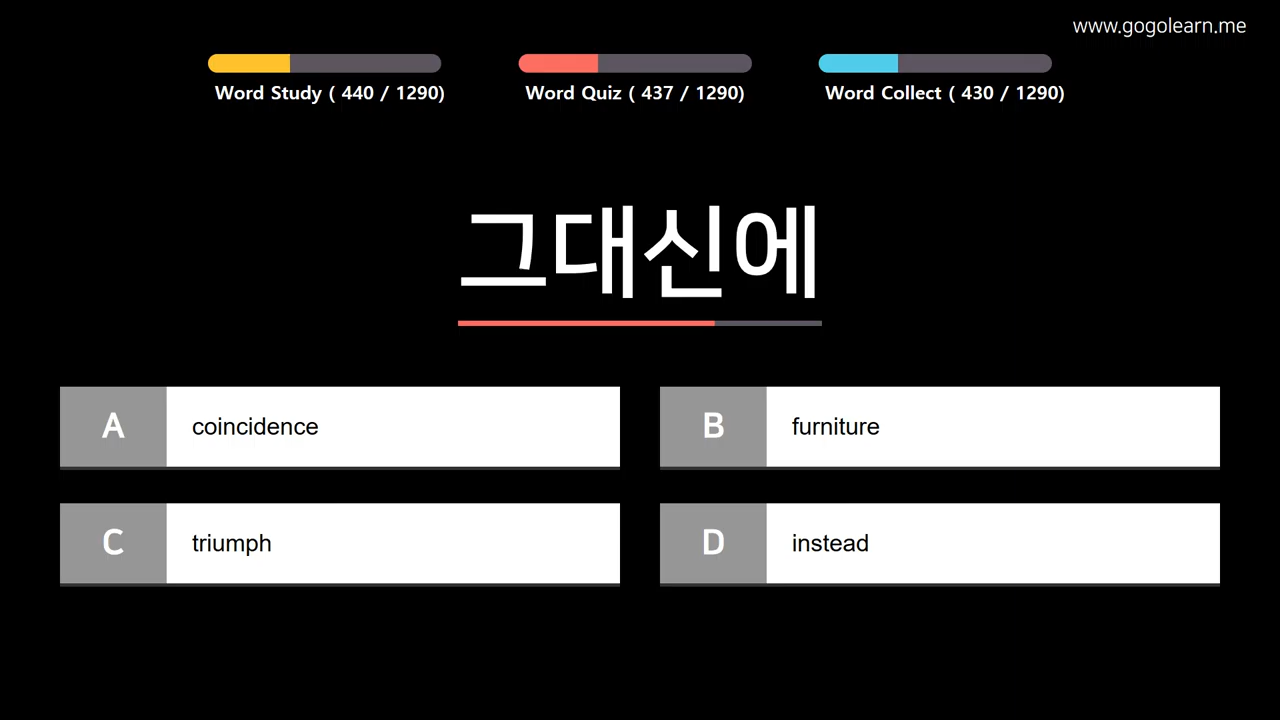 www.gogolearn.me
Word Study ( 440 / 1290)
Word Quiz ( 437 / 1290)
Word Collect ( 430 / 1290)
그대신에
A coincidence
B furniture
C triumph
D instead